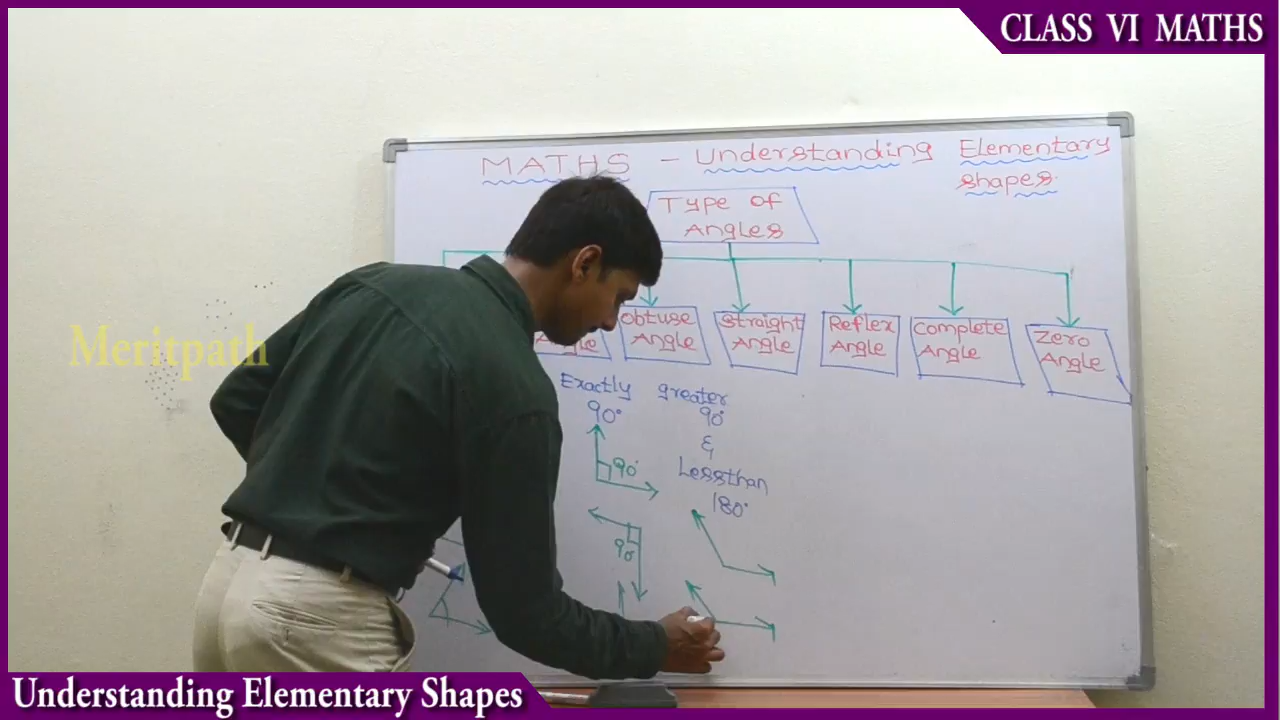 CLASS VI MATHS
MATHS - Understanding Elementary
shapes.
Type of
Angles
Angle
Obtuse
Angle
Straight
Angle
Reflex
Angle
Complete
Angle
Zero
Angle
Meritpath
Exactly
90°
greater
90°
&
Lessthan
180°
90°
90°
Understanding Elementary Shapes